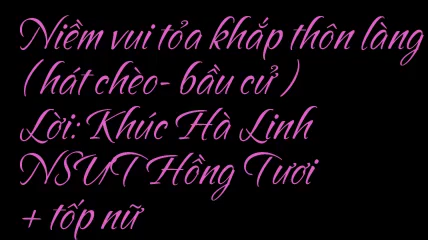 Niềm vui tỏa khắp thôn làng
( hát chèo- bầu cử )
Lời: Khúc Hà Linh
NSUT Hồng Tươi
+ tốp nữ